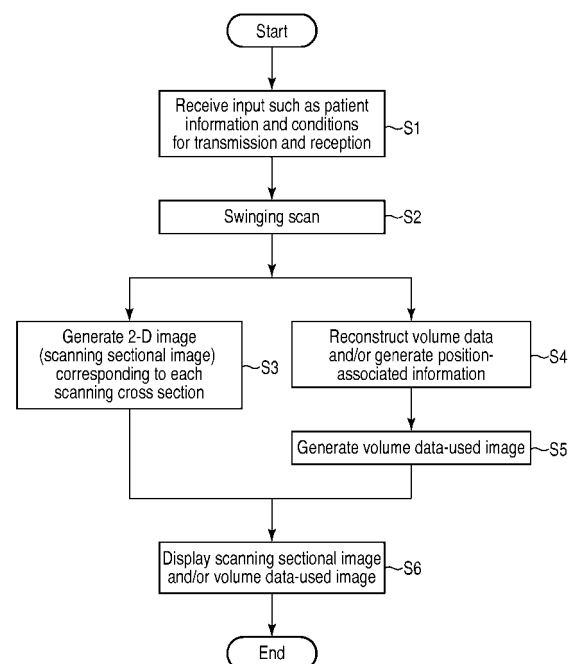 Start
Receive input such as patient
information and conditions
for transmission and reception
S1
Swinging scan
S2
Generate 2-D image
(scanning sectional image)
corresponding to each
scanning cross section
S3
Reconstruct volume data
and/or generate position-
associated information
S4
Generate volume data-used image
S5
Display scanning sectional image
and/or volume data-used image
S6
End